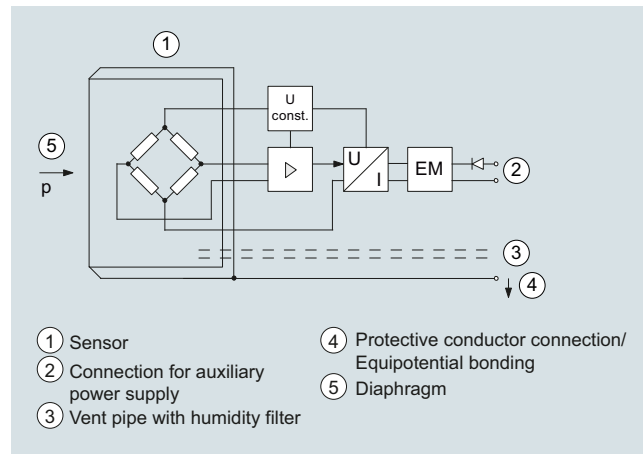 1
5
p
U
const.
U
I
EM
2
3
4
1 Sensor
2 Connection for auxiliary
power supply
3 Vent pipe with humidity filter
4 Protective conductor connection/
Equipotential bonding
5 Diaphragm